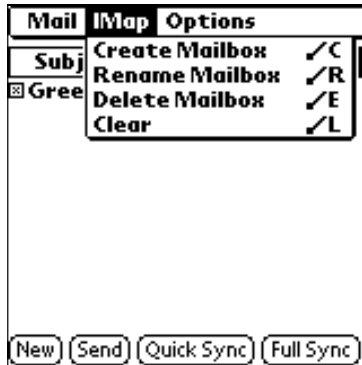 Mail IMap Options
Subj
Create Mailbox /C
Rename Mailbox /R
Gree
Delete Mailbox /E
Clear /L
New Send Quick Sync Full Sync